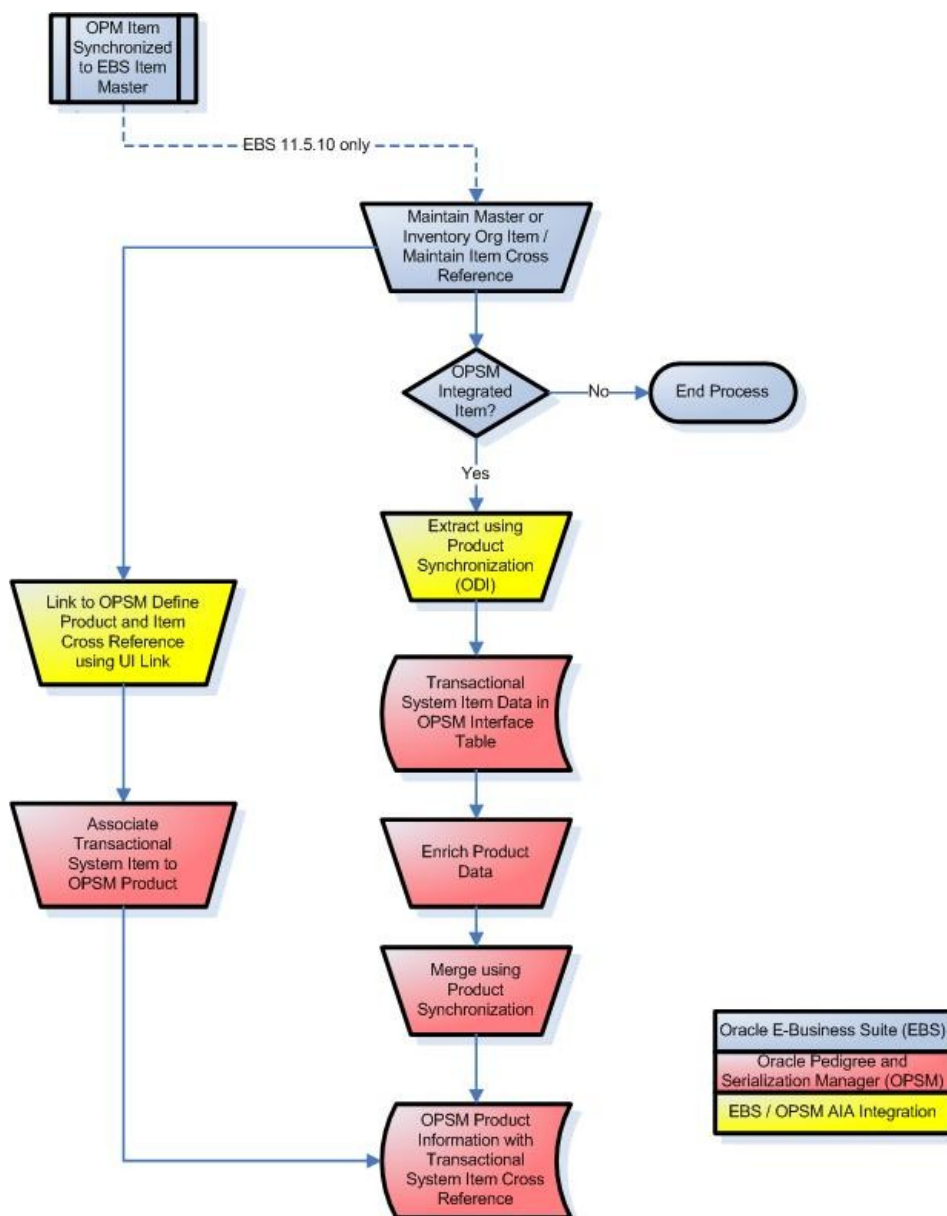 OPM Item
Synchronized
to EBS Item
Master
EBS 11.5.10 only
Maintain Master or
Inventory Org Item /
Maintain Item Cross
Reference
OPSM
Integrated
Item?
No
End Process
Yes
Extract using
Product
Synchronization
(ODI)
Link to OPSM Define
Product and Item
Cross Reference
using UI Link
Transactional
System Item Data in
OPSM Interface
Table
Associate
Transactional
System Item to
OPSM Product
Enrich Product
Data
Merge using
Product
Synchronization
OPSM Product
Information with
Transactional
System Item Cross
Reference
Oracle E-Business Suite (EBS)
Oracle Pedigree and
Serialization Manager (OPSM)
EBS / OPSM AIA Integration